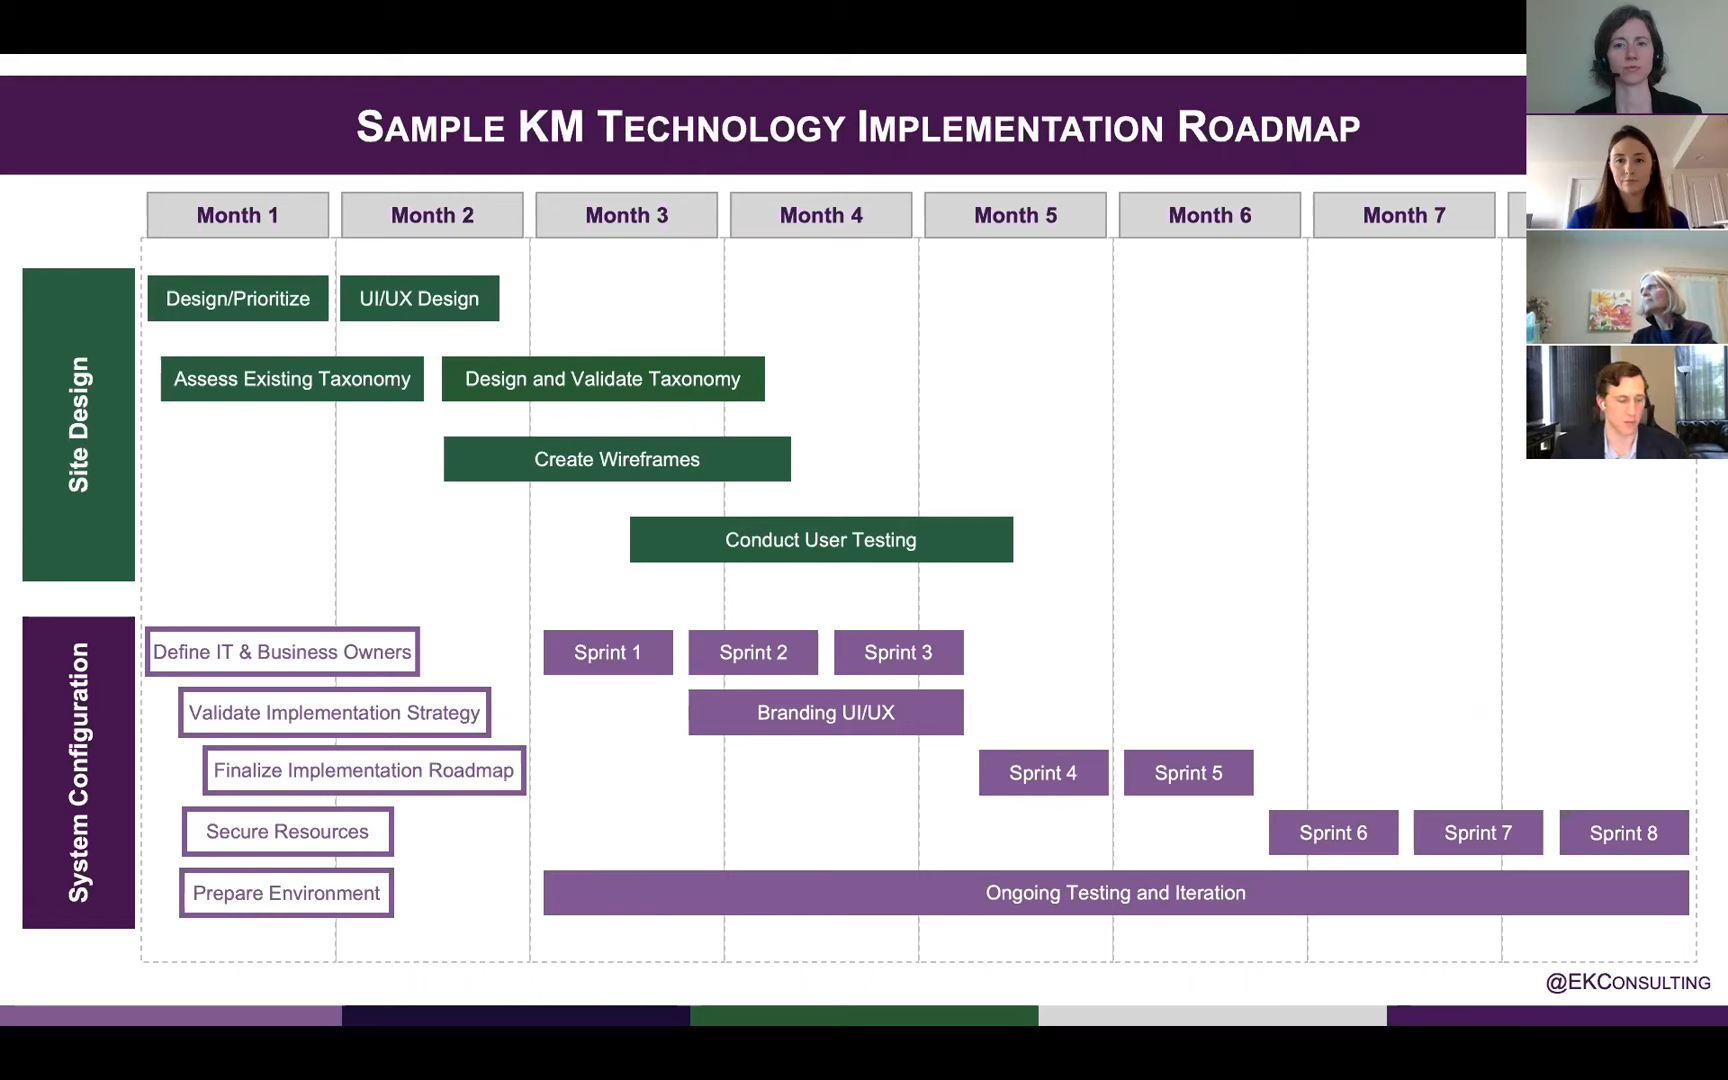 SAMPLE KM TECHNOLOGY IMPLEMENTATION ROADMAP
Month 1
Month 2
Month 3
Month 4
Month 5
Month 6
Month 7
Site Design
Design/Prioritize
UI/UX Design
Assess Existing Taxonomy
Design and Validate Taxonomy
Create Wireframes
Conduct User Testing
System Configuration
Define IT & Business Owners
Sprint 1
Sprint 2
Sprint 3
Validate Implementation Strategy
Branding UI/UX
Finalize Implementation Roadmap
Sprint 4
Sprint 5
Secure Resources
Sprint 6
Sprint 7
Sprint 8
Prepare Environment
Ongoing Testing and Iteration
@EKCONSULTING